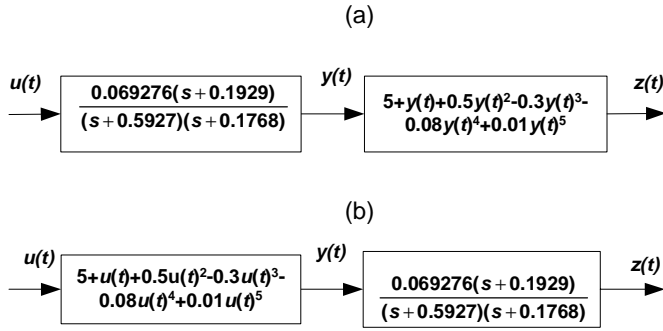 (a)
u(t) y(t) z(t)
0.069276(s+0.1929)
(s+0.5927)(s+0.1768)
5+y(t)+0.5y(t)²-0.3y(t)³-
0.08y(t)⁴+0.01y(t)⁵
(b)
u(t) y(t) z(t)
5+u(t)+0.5u(t)²-0.3u(t)³-
0.08u(t)⁴+0.01u(t)⁵
0.069276(s+0.1929)
(s+0.5927)(s+0.1768)